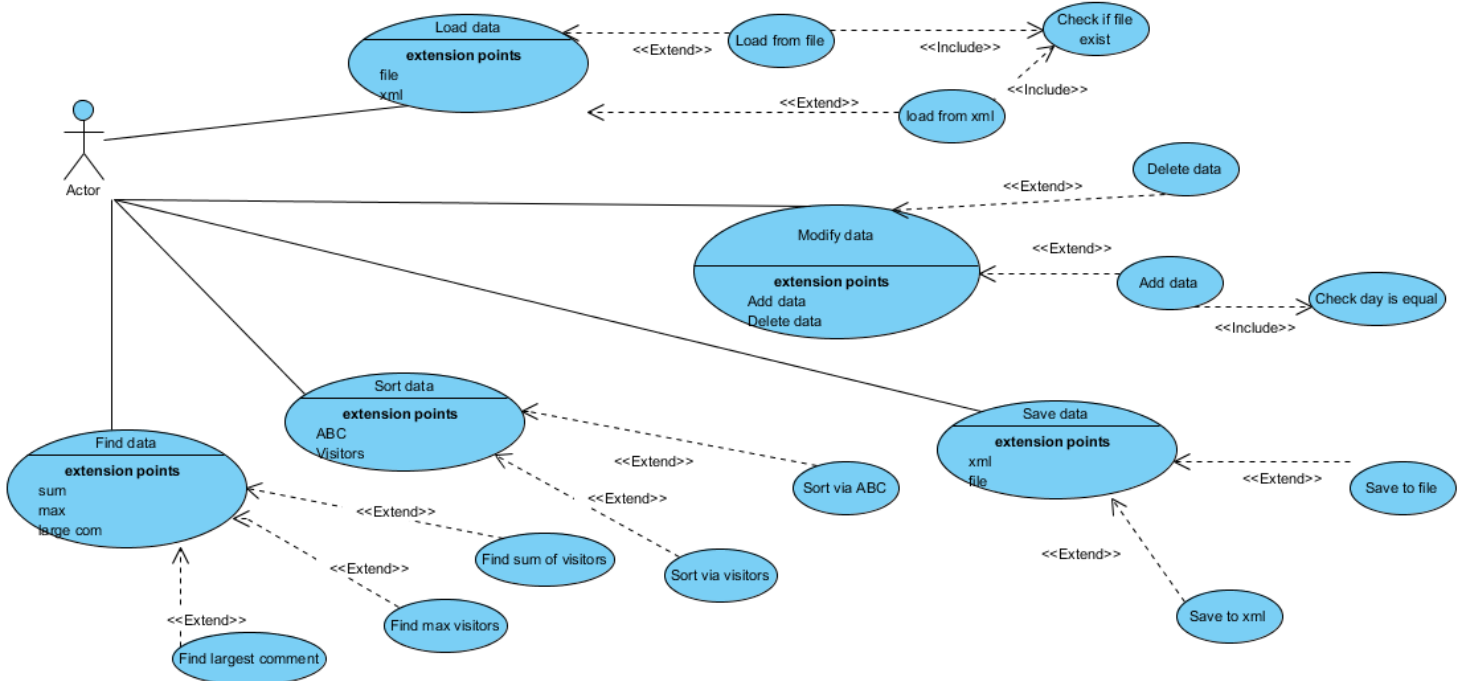 Load data
extension points
file
xml
<<Extend>>
Load from file
<<Include>>
Check if file
exist
<<Extend>>
load from xml
<<Include>>
Actor
Delete data
<<Extend>>
Modify data
extension points
Add data
Delete data
<<Extend>>
Add data
<<Include>>
Check day is equal
Sort data
extension points
ABC
Visitors
<<Extend>>
Sort via ABC
<<Extend>>
Sort via visitors
Save data
extension points
xml
file
<<Extend>>
Save to file
<<Extend>>
Save to xml
Find data
extension points
sum
max
large com
<<Extend>>
Find sum of visitors
<<Extend>>
Find max visitors
<<Extend>>
Find largest comment